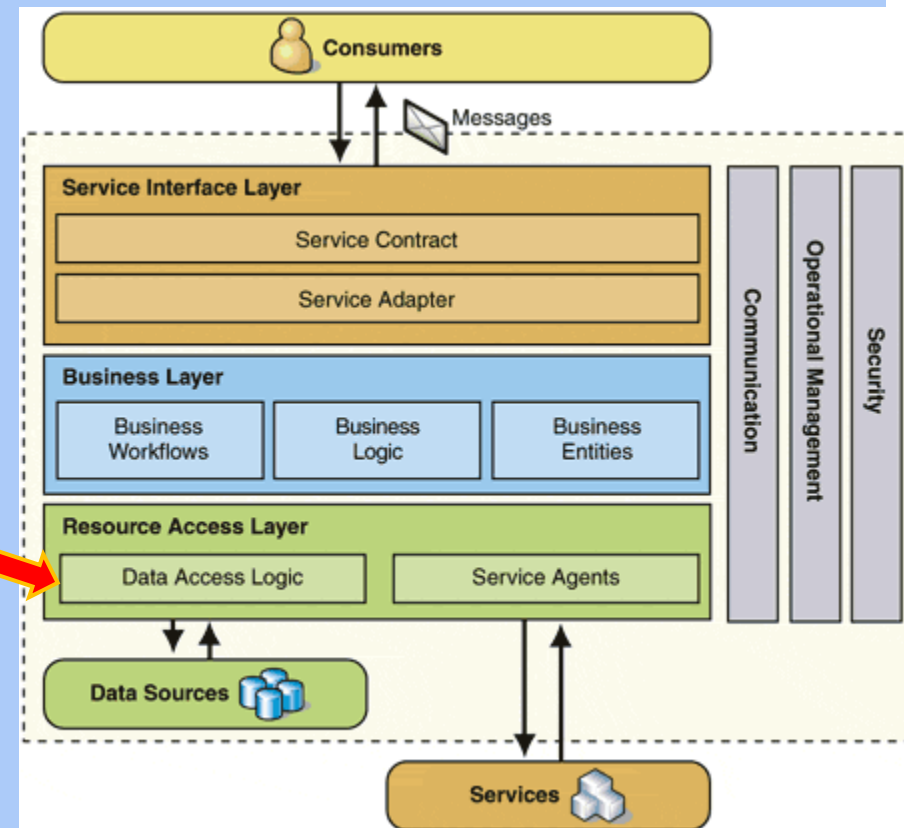 Consumers
Messages
Service Interface Layer
Service Contract
Service Adapter
Business Layer
Business
Workflows
Business
Logic
Business
Entities
Resource Access Layer
Data Access Logic
Service Agents
Communication
Operational Management
Security
Data Sources
Services